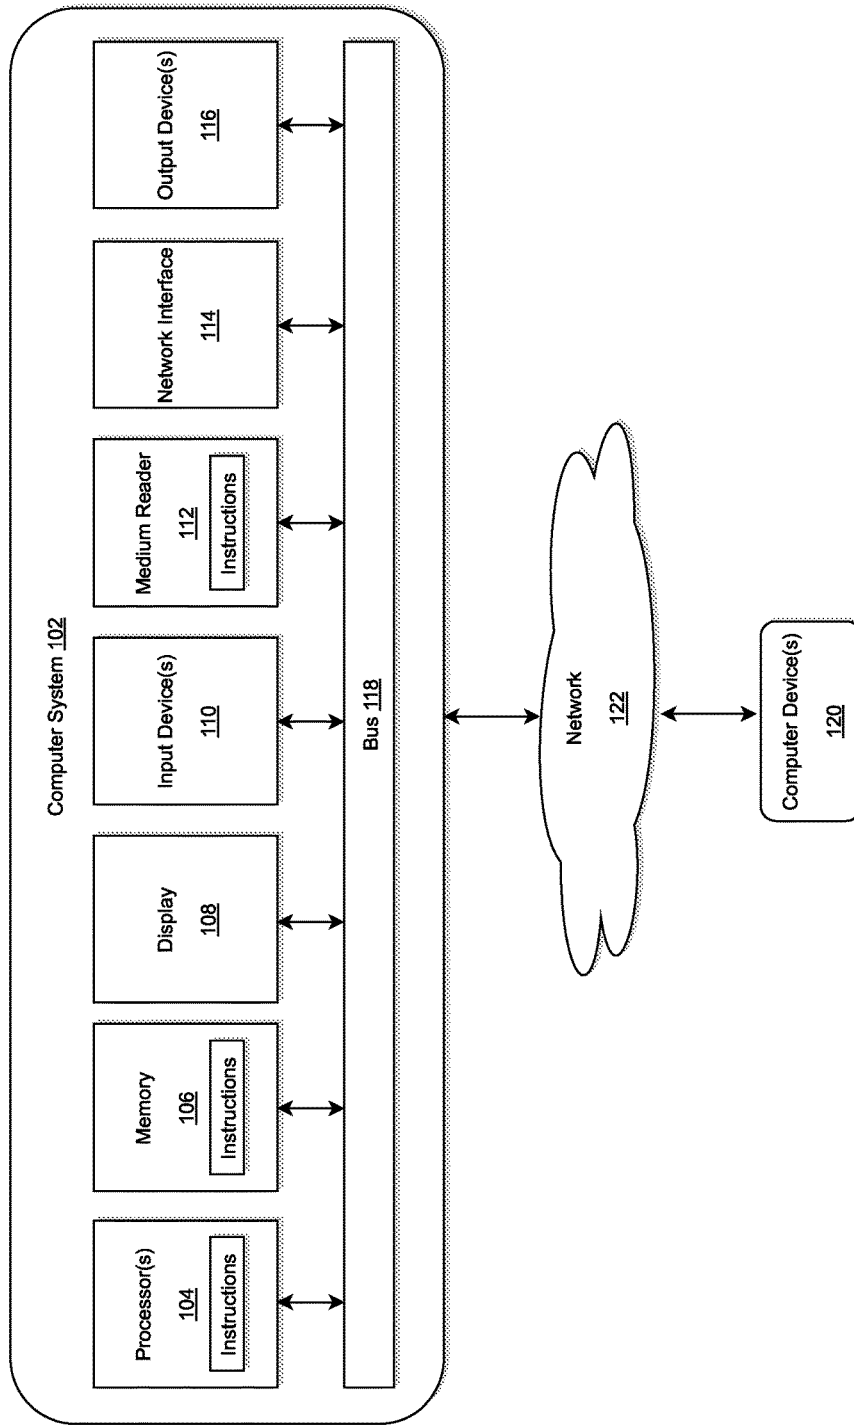 Computer System 102
Processor(s)
104
Instructions
Memory
106
Instructions
Display
108
Input Device(s)
110
Medium Reader
112
Instructions
Network Interface
114
Output Device(s)
116
Bus 118
Network
122
Computer Device(s)
120